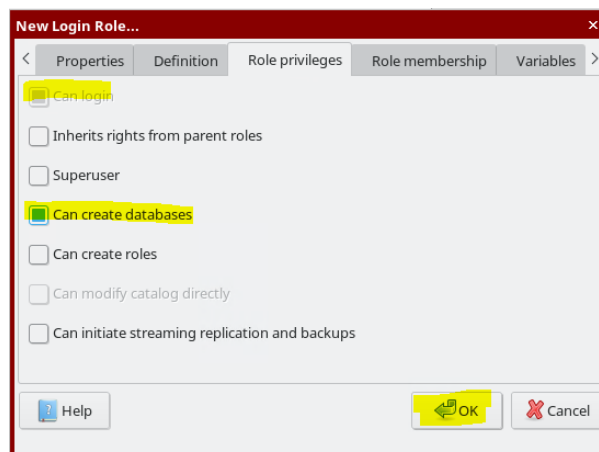 New Login Role...
Properties Definition Role privileges Role membership Variables
Can login
Inherits rights from parent roles
Superuser
Can create databases
Can create roles
Can modify catalog directly
Can initiate streaming replication and backups
Help OK Cancel